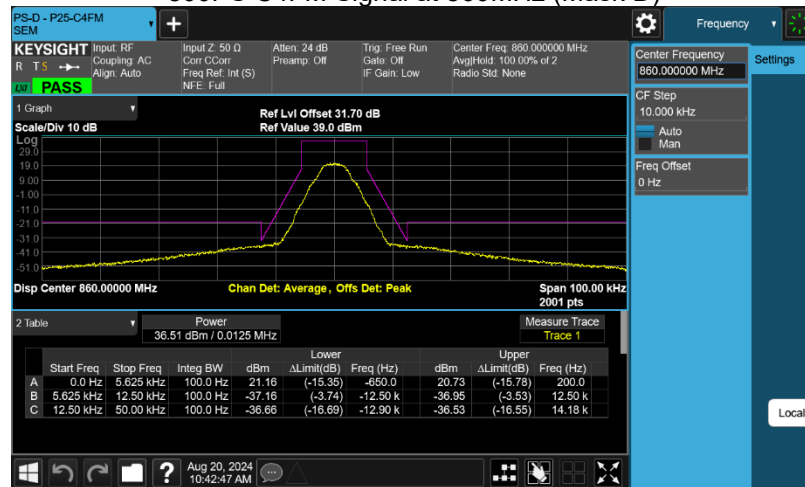 PS-D - P25-C4FM
SEM
Frequency
KEYSIGHT
R T S
LXI
PASS
Input: RF
Coupling: AC
Align: Auto
Input Z: 50 Ω
Corr CCorr
Freq Ref: Int (S)
NFE: Full
Atten: 24 dB
Preamp: Off
Trig: Free Run
Gate: Off
IF Gain: Low
Center Freq: 860.000000 MHz
Avg|Hold: 100.00% of 2
Radio Std: None
Center Frequency
860.000000 MHz
Settings
CF Step
10.000 kHz
Auto
Man
Freq Offset
0 Hz
1 Graph
Scale/Div 10 dB
Ref Lvl Offset 31.70 dB
Ref Value 39.0 dBm
Log
29.0
19.0
9.00
-1.00
-11.0
-21.0
-31.0
-41.0
-51.0
Disp Center 860.00000 MHz
Chan Det: Average, Offs Det: Peak
Span 100.00 kHz
2001 pts
2 Table
Power
36.51 dBm / 0.0125 MHz
Measure Trace
Trace 1
Lower Upper
Start Freq Stop Freq Integ BW dBm ΔLimit(dB) Freq (Hz) dBm ΔLimit(dB) Freq (Hz)
A 0.0 Hz 5.625 kHz 100.0 Hz 21.16 (-15.35) -650.0 20.73 (-15.78) 200.0
B 5.625 kHz 12.50 kHz 100.0 Hz -37.16 (-3.74) -12.50 k -36.95 (-3.53) 12.50 k
C 12.50 kHz 50.00 kHz 100.0 Hz -36.66 (-16.69) -12.90 k -36.53 (-16.55) 14.18 k
Local
Aug 20, 2024
10:42:47 AM